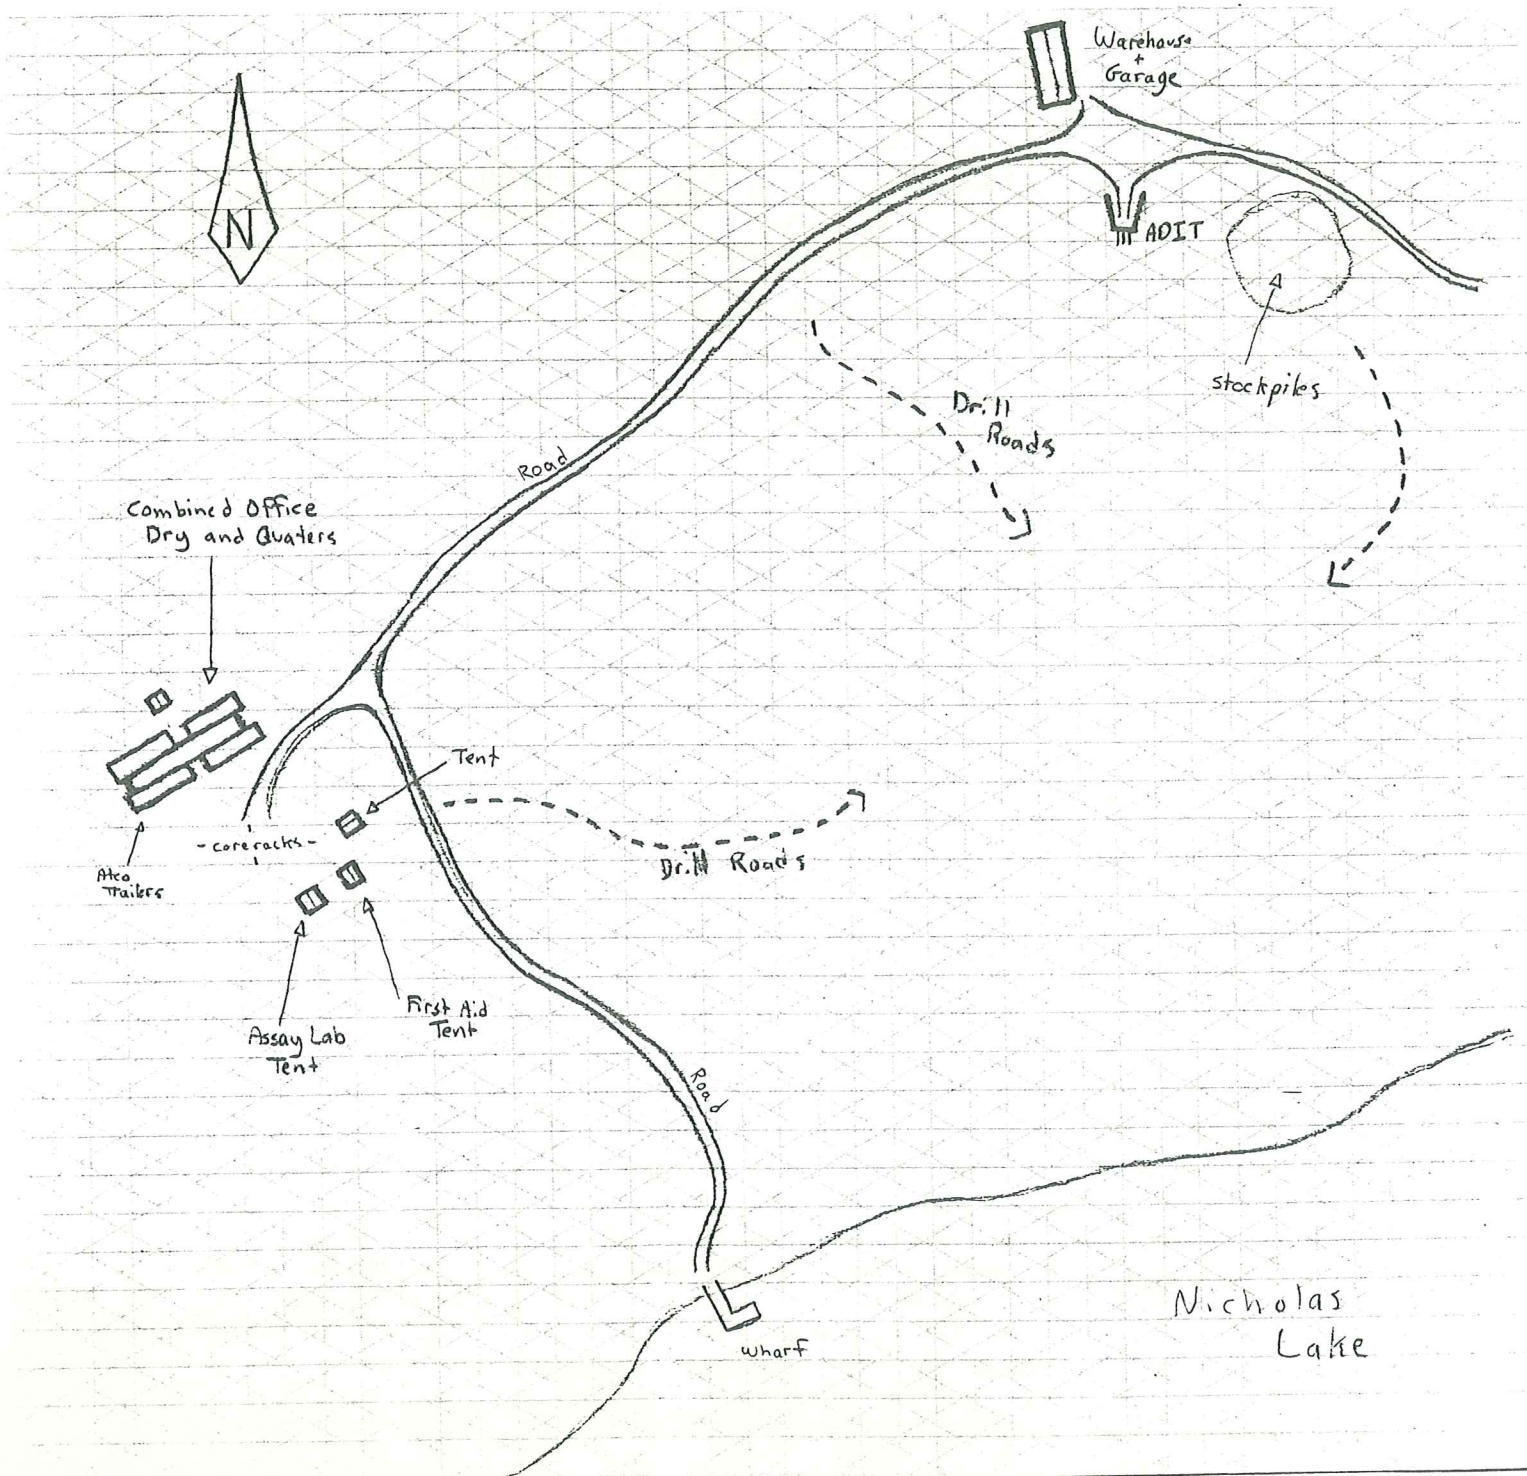 Warehouse
+
Garage
N
ADIT
stockpiles
Drill
Roads
Road
Combined Office
Dry and Quaters
Tent
- coreracks -
Drill Roads
Atco
Trailers
First Aid
Tent
Assay Lab
Tent
Road
Nicholas
Lake
wharf